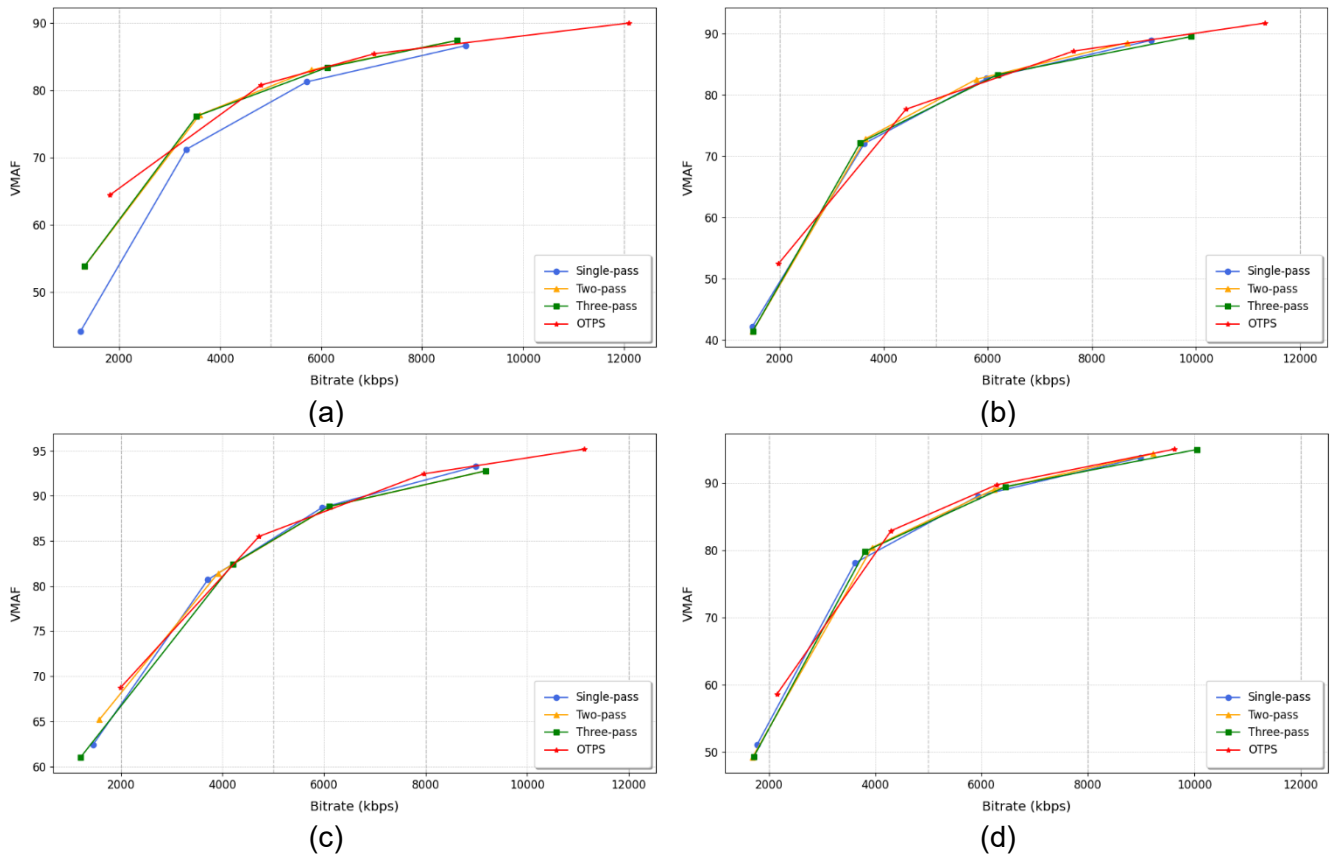 90
80
70
60
50
VMAF
2000 4000 6000 8000 10000 12000
Bitrate (kbps)
Single-pass
Two-pass
Three-pass
OTPS
(a)
90
80
70
60
50
40
VMAF
2000 4000 6000 8000 10000 12000
Bitrate (kbps)
Single-pass
Two-pass
Three-pass
OTPS
(b)
95
90
85
80
75
70
65
60
VMAF
2000 4000 6000 8000 10000 12000
Bitrate (kbps)
Single-pass
Two-pass
Three-pass
OTPS
(c)
90
80
70
60
50
VMAF
2000 4000 6000 8000 10000 12000
Bitrate (kbps)
Single-pass
Two-pass
Three-pass
OTPS
(d)